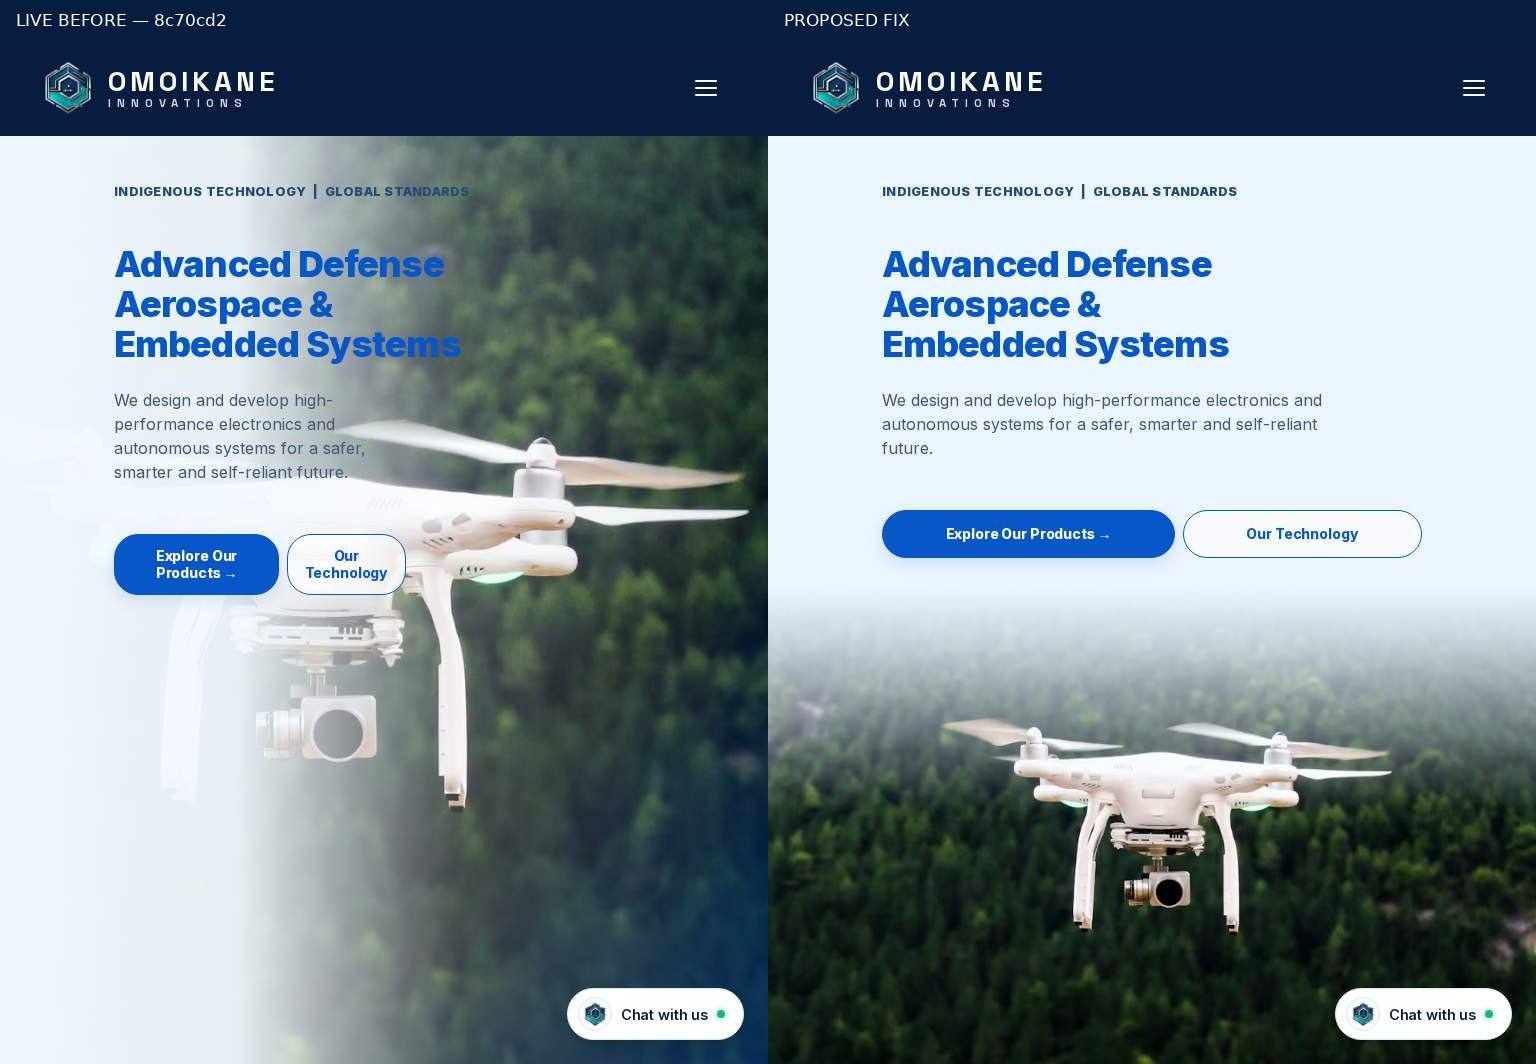 LIVE BEFORE — 8c70cd2
OMOIKANE
INNOVATIONS
INDIGENOUS TECHNOLOGY | GLOBAL STANDARDS
Advanced Defense
Aerospace &
Embedded Systems
We design and develop high-
performance electronics and
autonomous systems for a safer,
smarter and self-reliant future.
Explore Our
Products →
Our
Technology
Chat with us
PROPOSED FIX
OMOIKANE
INNOVATIONS
INDIGENOUS TECHNOLOGY | GLOBAL STANDARDS
Advanced Defense
Aerospace &
Embedded Systems
We design and develop high-performance electronics and
autonomous systems for a safer, smarter and self-reliant
future.
Explore Our Products →
Our Technology
Chat with us